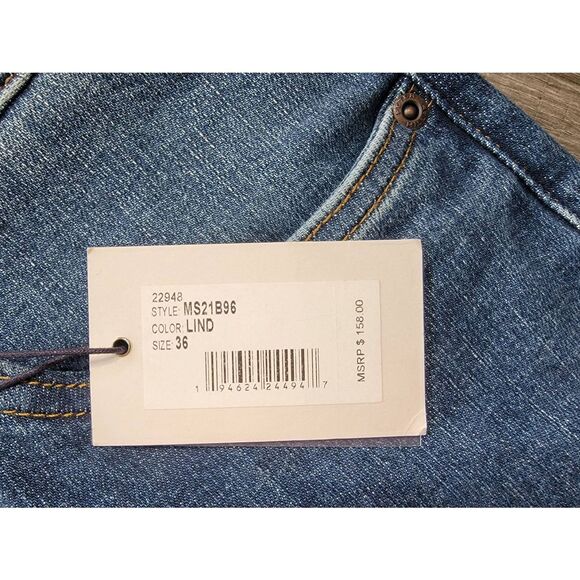 22948
STYLE: MS21B96
COLOR: LIND
SIZE: 36
1 94624 24494 7
MSRP $ 158.00